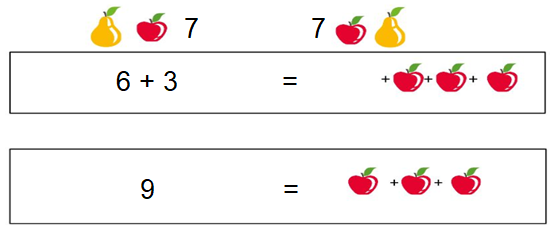 7 7
6 + 3 = + + +
9 = + +